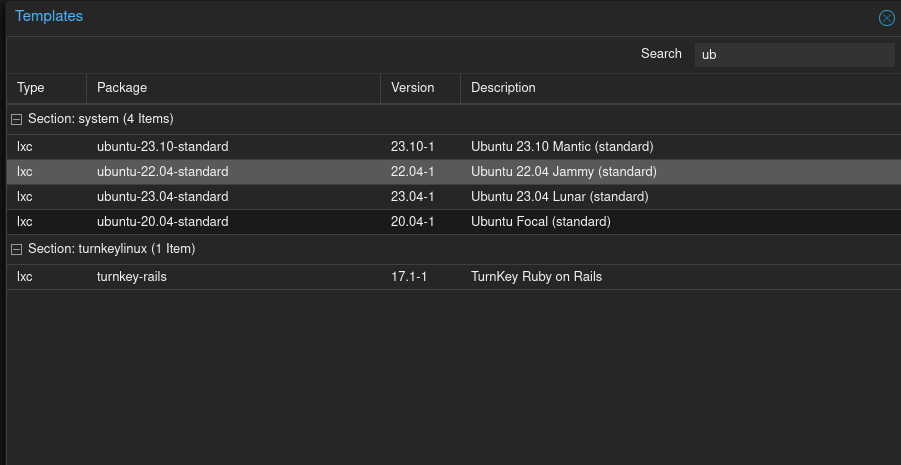 Templates
Search ub
Type Package Version Description
Section: system (4 Items)
lxc ubuntu-23.10-standard 23.10-1 Ubuntu 23.10 Mantic (standard)
lxc ubuntu-22.04-standard 22.04-1 Ubuntu 22.04 Jammy (standard)
lxc ubuntu-23.04-standard 23.04-1 Ubuntu 23.04 Lunar (standard)
lxc ubuntu-20.04-standard 20.04-1 Ubuntu Focal (standard)
Section: turnkeylinux (1 Item)
lxc turnkey-rails 17.1-1 TurnKey Ruby on Rails